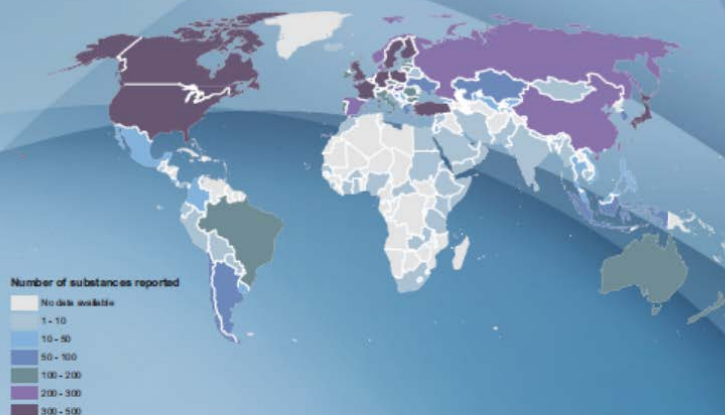 Number of substances reported
No data available
1 - 10
10 - 50
50 - 100
100 - 200
200 - 300
300 - 500